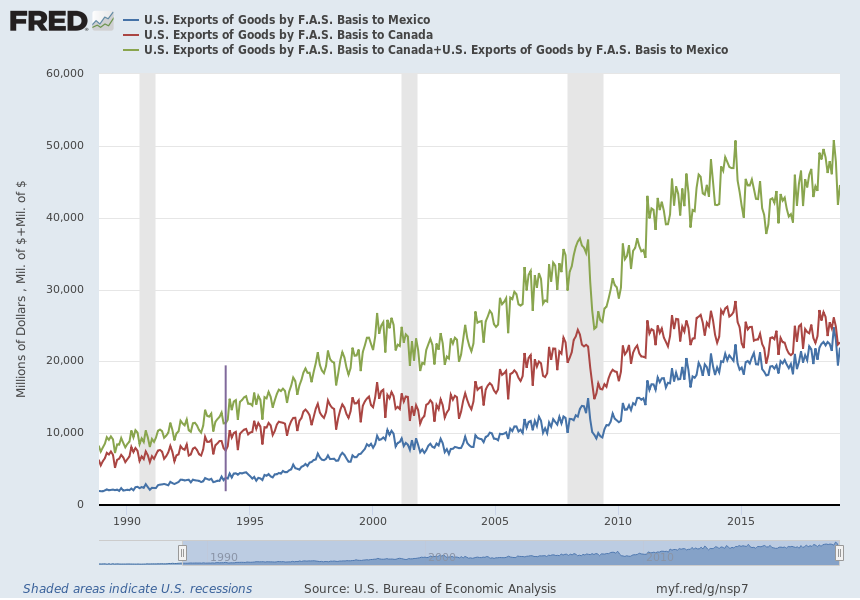 FRED
U.S. Exports of Goods by F.A.S. Basis to Mexico
U.S. Exports of Goods by F.A.S. Basis to Canada
U.S. Exports of Goods by F.A.S. Basis to Canada+U.S. Exports of Goods by F.A.S. Basis to Mexico
Millions of Dollars , Mil. of $+Mil. of $
60,000
50,000
40,000
30,000
20,000
10,000
0
1990 1995 2000 2005 2010 2015
1990 2000 2010
Shaded areas indicate U.S. recessions Source: U.S. Bureau of Economic Analysis myf.red/g/nsp7